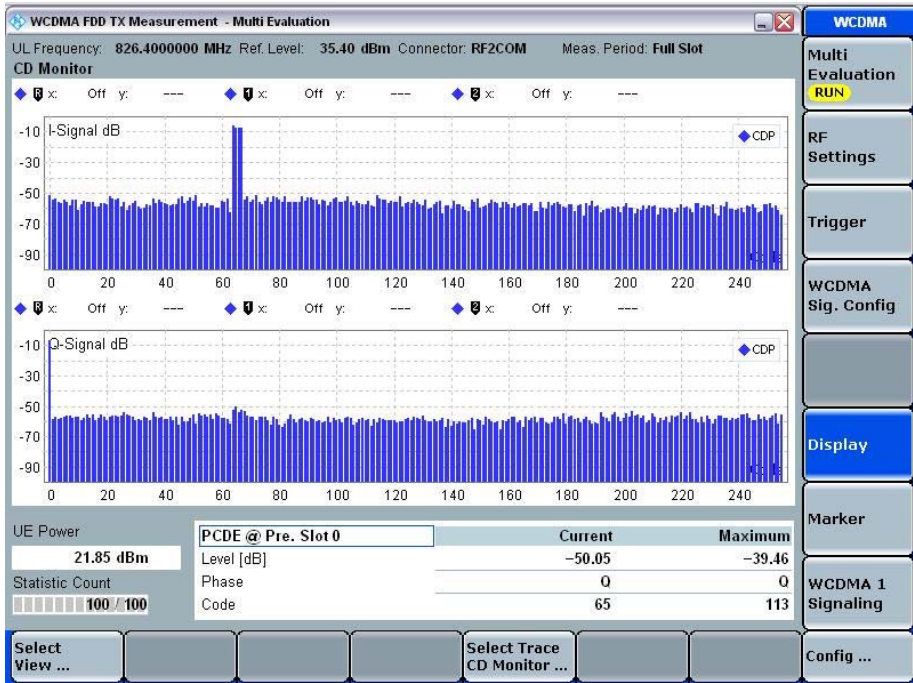 WCDMA FDD TX Measurement - Multi Evaluation
UL Frequency: 826.4000000 MHz Ref. Level: 35.40 dBm Connector: RF2COM Meas. Period: Full Slot
CD Monitor
R x: Off y: --- 1 x: Off y: --- 2 x: Off y: ---
I-Signal dB
CDP
-10
-30
-50
-70
-90
0 20 40 60 80 100 120 140 160 180 200 220 240
R x: Off y: --- 1 x: Off y: --- 2 x: Off y: ---
Q-Signal dB
CDP
-10
-30
-50
-70
-90
0 20 40 60 80 100 120 140 160 180 200 220 240
UE Power
21.85 dBm
Statistic Count
100 / 100
PCDE @ Pre. Slot 0 Current Maximum
Level [dB] -50.05 -39.46
Phase Q Q
Code 65 113
WCDMA
Multi
Evaluation
RUN
RF
Settings
Trigger
WCDMA
Sig. Config
Display
Marker
WCDMA 1
Signaling
Select
View ...
Select Trace
CD Monitor ...
Config ...